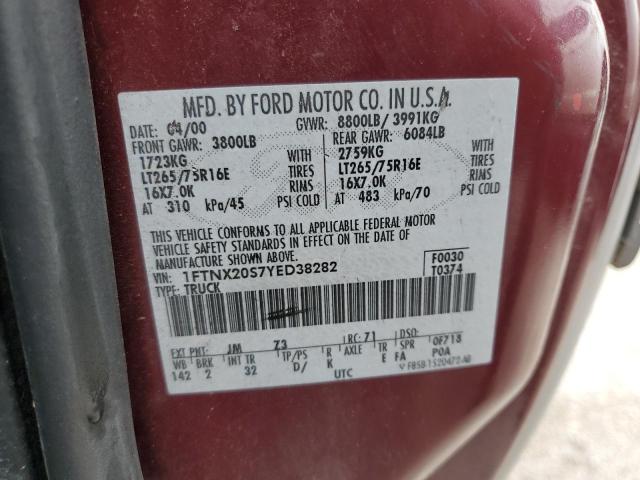 MFD. BY FORD MOTOR CO. IN U.S.A.
DATE: 04/00 GVWR: 8800LB/ 3991KG
FRONT GAWR: 3800LB REAR GAWR: 6084LB
1723KG WITH 2759KG WITH
LT265/75R16E TIRES LT265/75R16E TIRES
16X7.0K RIMS 16X7.0K RIMS
AT 310 kPa/45 PSI COLD AT 483 kPa/70 PSI COLD
THIS VEHICLE CONFORMS TO ALL APPLICABLE FEDERAL MOTOR
VEHICLE SAFETY STANDARDS IN EFFECT ON THE DATE OF
MANUFACTURE SHOWN ABOVE.
VIN: 1FTNX20S7YED38282 F0030
TYPE: TRUCK T0374
EXT PNT: JM Z3 RC: 71 DSO:
WB BRK INT TR TP/PS R AXLE TR SPR 0F718
142 2 32 D/ K E FA P0A
UTC